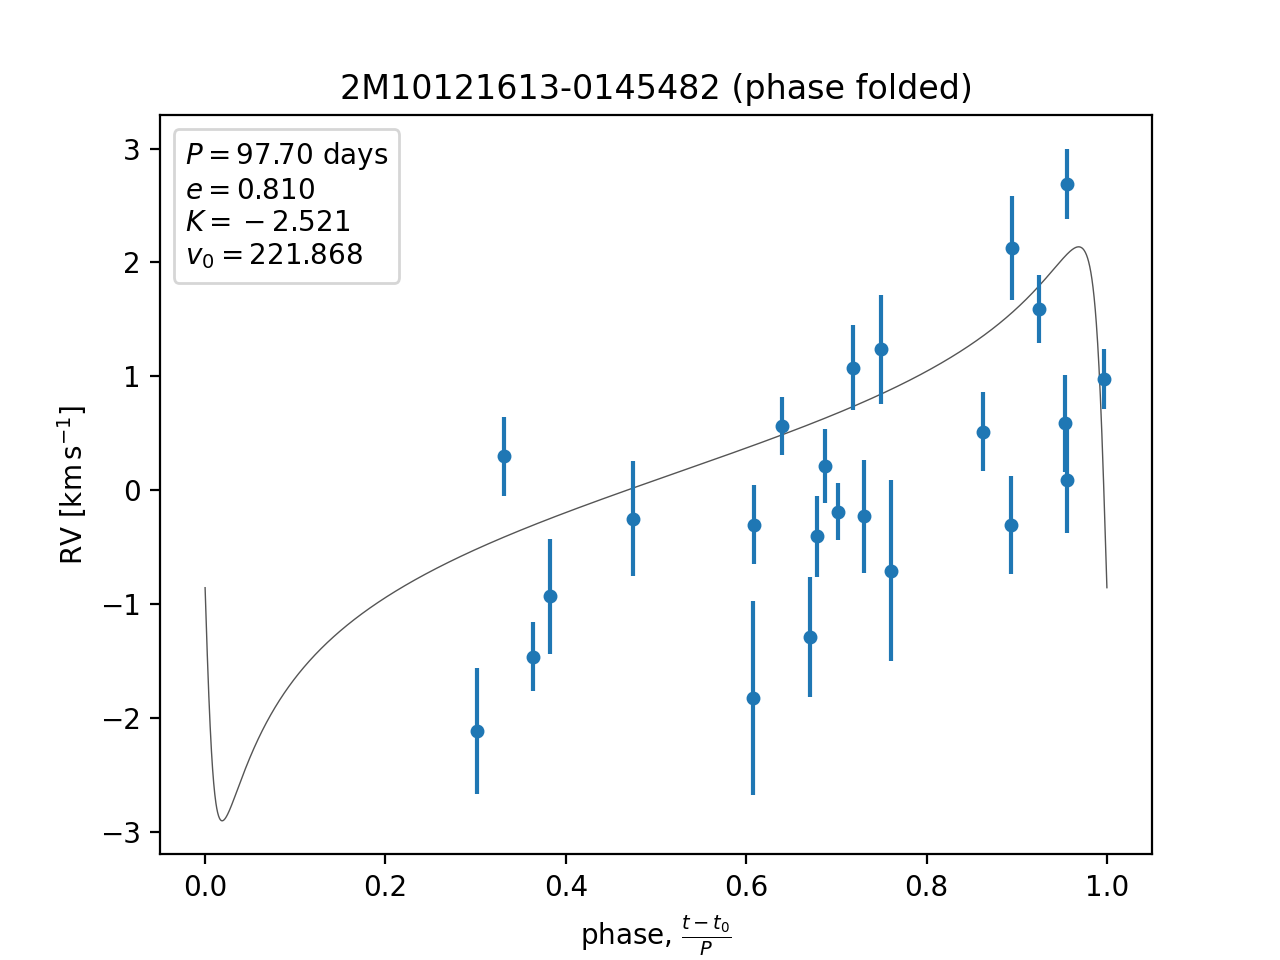 2M10121613-0145482 (phase folded)
P = 97.70 days
e = 0.810
K = −2.521
v₀ = 221.868
RV [km s⁻¹]
3
2
1
0
−1
−2
−3
0.0 0.2 0.4 0.6 0.8 1.0
phase, (t − t₀)/P